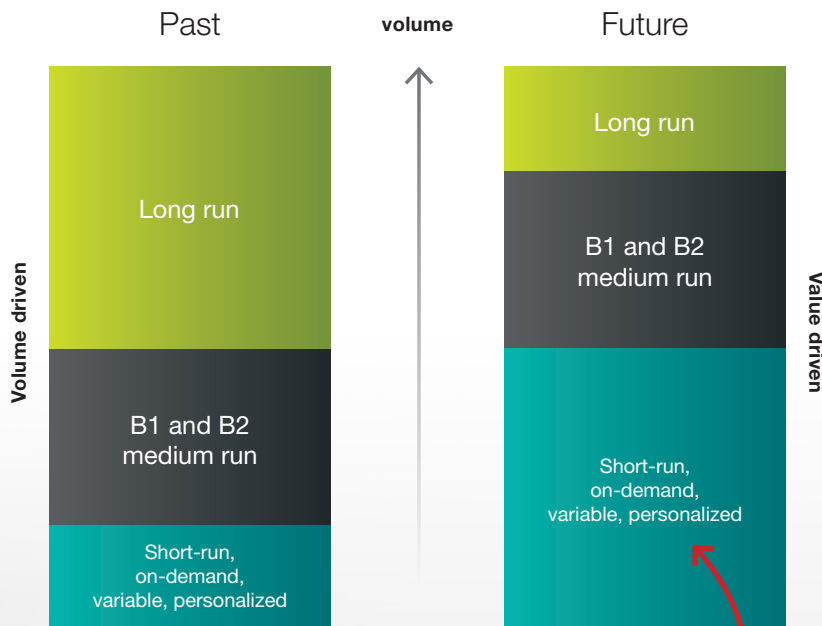 Past
volume
Future
Volume driven
Long run
B1 and B2
medium run
Short-run,
on-demand,
variable, personalized
Long run
B1 and B2
medium run
Short-run,
on-demand,
variable, personalized
Value driven